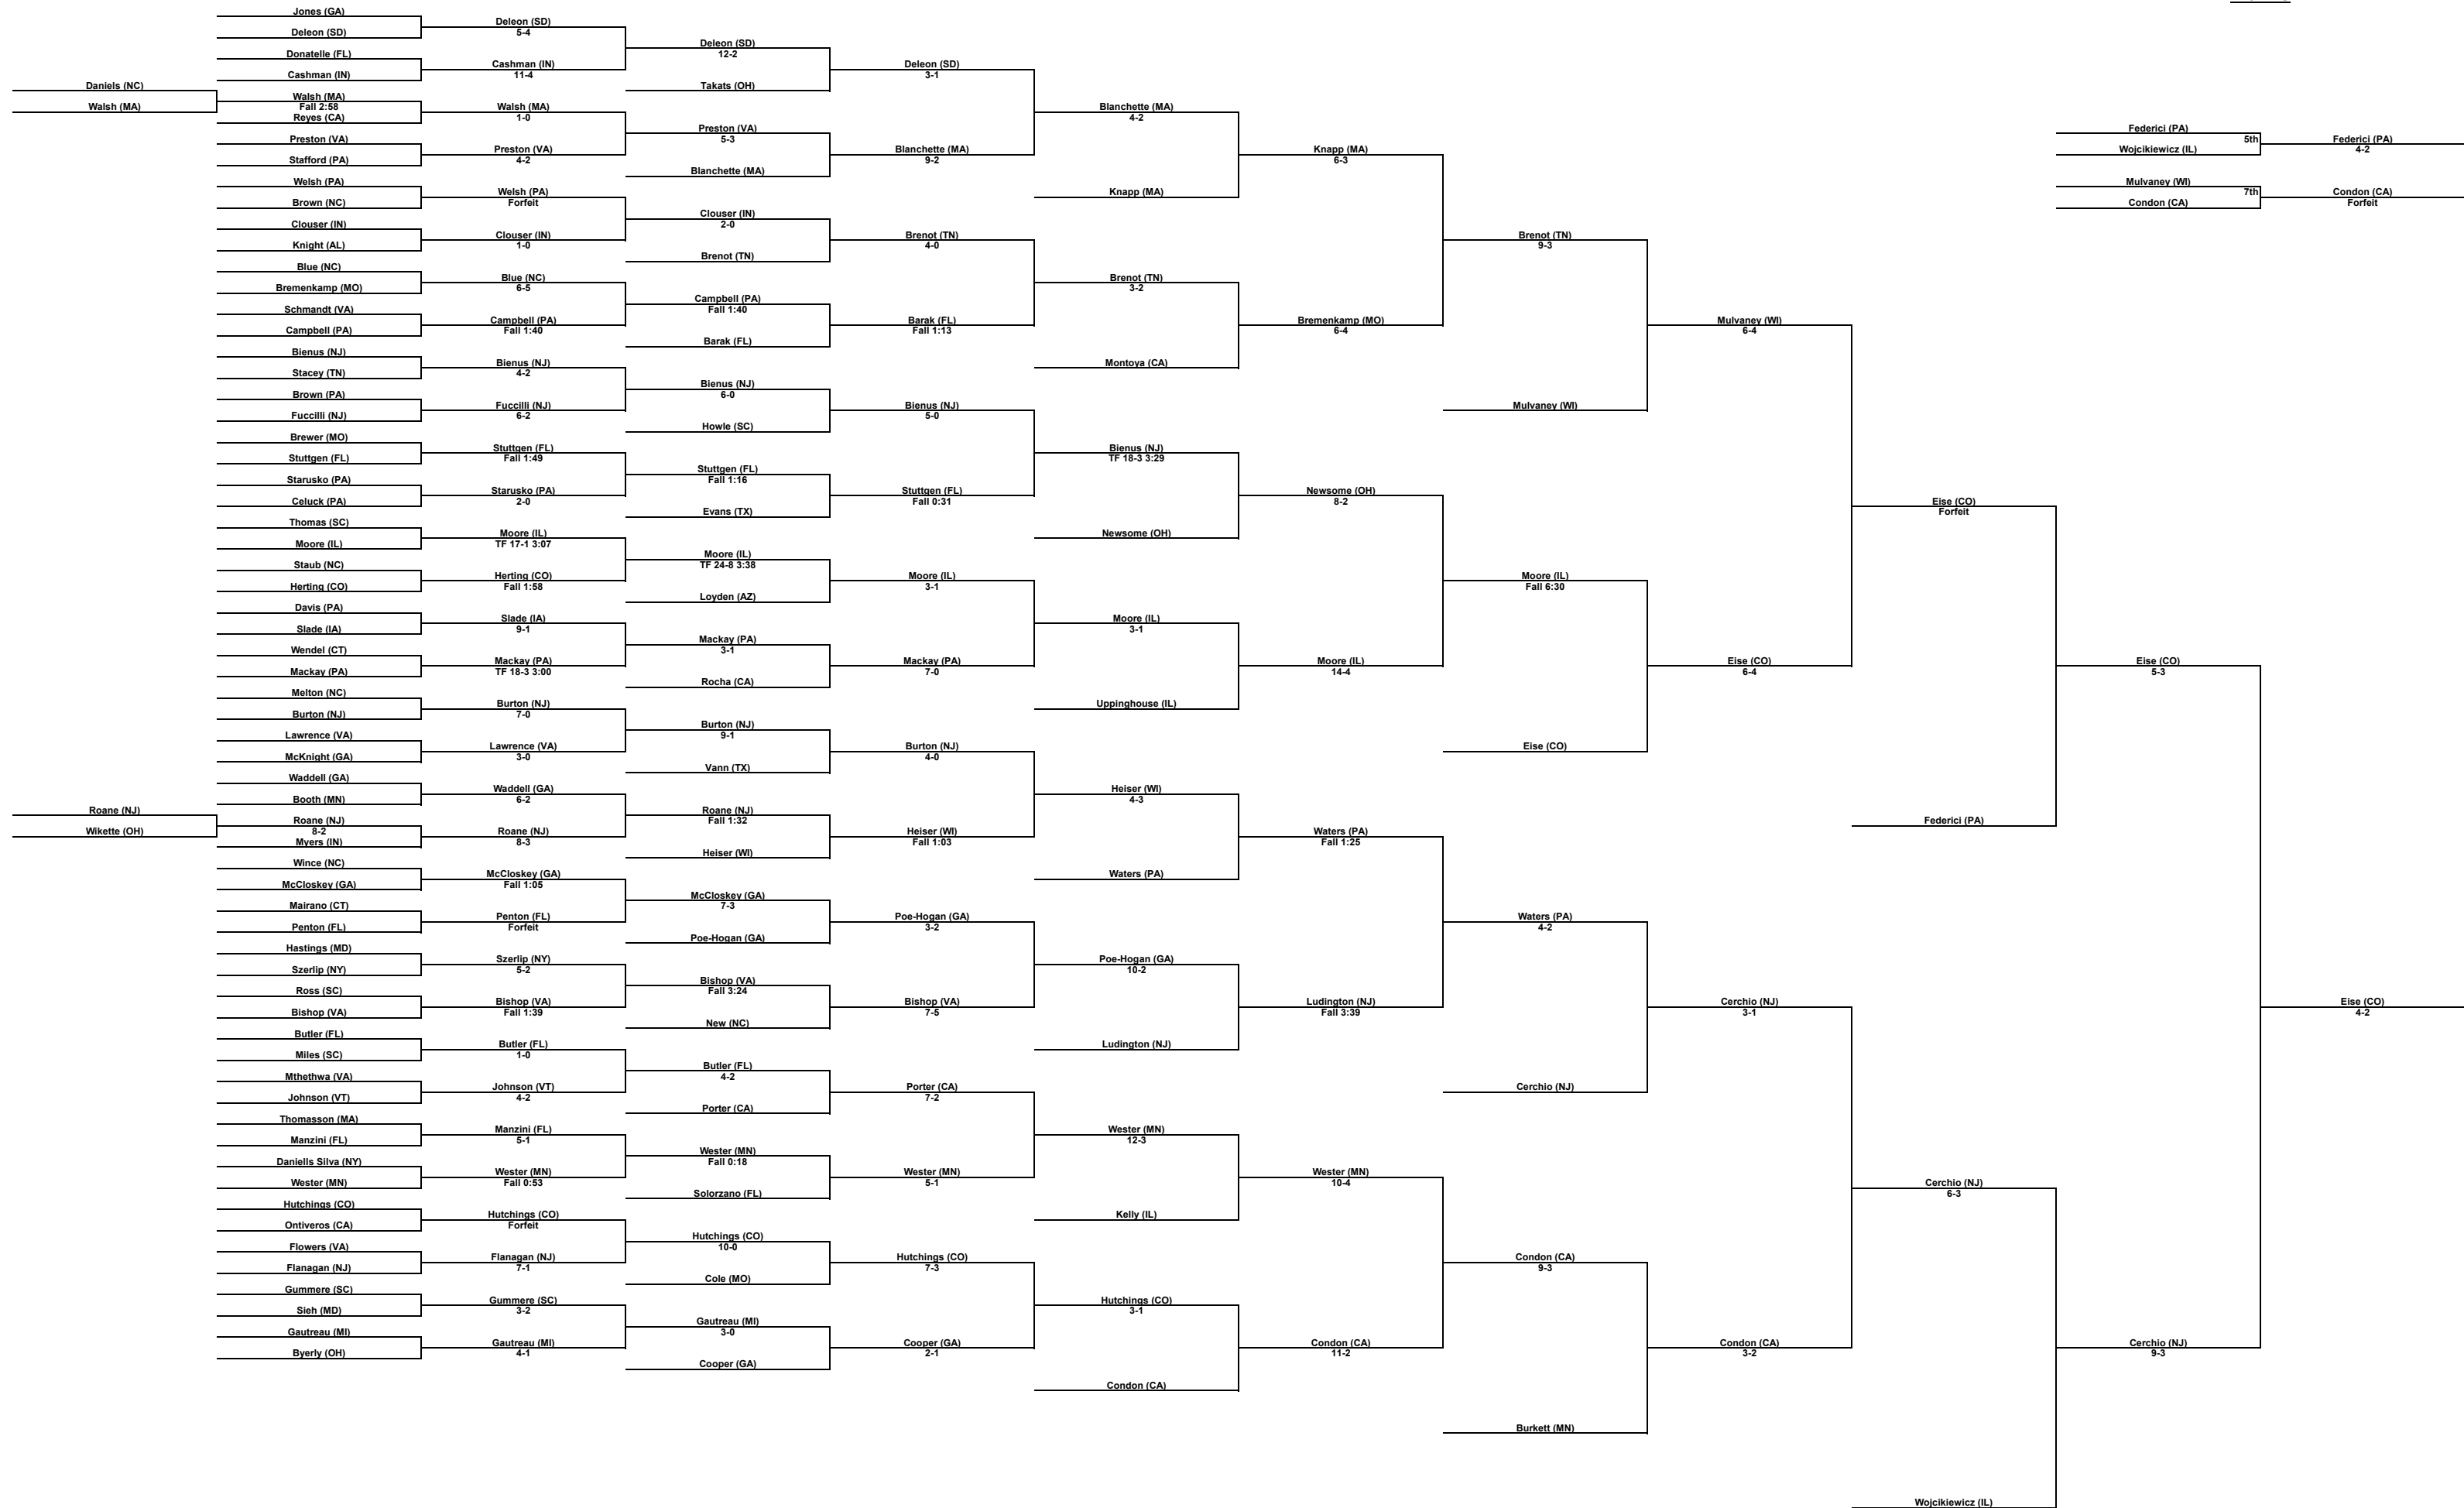 Daniels (NC)
Walsh (MA)
Roane (NJ)
Wikette (OH)
Jones (GA)
Deleon (SD)
Donatelle (FL)
Cashman (IN)
Walsh (MA)
Fall 2:58
Reyes (CA)
Preston (VA)
Stafford (PA)
Welsh (PA)
Brown (NC)
Clouser (IN)
Knight (AL)
Blue (NC)
Bremenkamp (MO)
Schmandt (VA)
Campbell (PA)
Bienus (NJ)
Stacey (TN)
Brown (PA)
Fuccilli (NJ)
Brewer (MO)
Stuttgen (FL)
Starusko (PA)
Celuck (PA)
Thomas (SC)
Moore (IL)
Staub (NC)
Herting (CO)
Davis (PA)
Slade (IA)
Wendel (CT)
Mackay (PA)
Melton (NC)
Burton (NJ)
Lawrence (VA)
McKnight (GA)
Waddell (GA)
Booth (MN)
Roane (NJ)
8-2
Myers (IN)
Wince (NC)
McCloskey (GA)
Mairano (CT)
Penton (FL)
Hastings (MD)
Szerlip (NY)
Ross (SC)
Bishop (VA)
Butler (FL)
Miles (SC)
Mthethwa (VA)
Johnson (VT)
Thomasson (MA)
Manzini (FL)
Daniells Silva (NY)
Wester (MN)
Hutchings (CO)
Ontiveros (CA)
Flowers (VA)
Flanagan (NJ)
Gummere (SC)
Sieh (MD)
Gautreau (MI)
Byerly (OH)
Deleon (SD)
5-4
Cashman (IN)
11-4
Walsh (MA)
1-0
Preston (VA)
4-2
Welsh (PA)
Forfeit
Clouser (IN)
1-0
Blue (NC)
6-5
Campbell (PA)
Fall 1:40
Bienus (NJ)
4-2
Fuccilli (NJ)
6-2
Stuttgen (FL)
Fall 1:49
Starusko (PA)
2-0
Moore (IL)
TF 17-1 3:07
Herting (CO)
Fall 1:58
Slade (IA)
9-1
Mackay (PA)
TF 18-3 3:00
Burton (NJ)
7-0
Lawrence (VA)
3-0
Waddell (GA)
6-2
Roane (NJ)
8-3
McCloskey (GA)
Fall 1:05
Penton (FL)
Forfeit
Szerlip (NY)
5-2
Bishop (VA)
Fall 1:39
Butler (FL)
1-0
Johnson (VT)
4-2
Manzini (FL)
5-1
Wester (MN)
Fall 0:53
Hutchings (CO)
Forfeit
Flanagan (NJ)
7-1
Gummere (SC)
3-2
Gautreau (MI)
4-1
Deleon (SD)
12-2
Takats (OH)
Preston (VA)
5-3
Blanchette (MA)
Clouser (IN)
2-0
Brenot (TN)
Campbell (PA)
Fall 1:40
Barak (FL)
Bienus (NJ)
6-0
Howle (SC)
Stuttgen (FL)
Fall 1:16
Evans (TX)
Moore (IL)
TF 24-8 3:38
Loyden (AZ)
Mackay (PA)
3-1
Rocha (CA)
Burton (NJ)
9-1
Vann (TX)
Roane (NJ)
Fall 1:32
Heiser (WI)
McCloskey (GA)
7-3
Poe-Hogan (GA)
Bishop (VA)
Fall 3:24
New (NC)
Butler (FL)
4-2
Porter (CA)
Wester (MN)
Fall 0:18
Solorzano (FL)
Hutchings (CO)
10-0
Cole (MO)
Gautreau (MI)
3-0
Cooper (GA)
Deleon (SD)
3-1
Blanchette (MA)
9-2
Brenot (TN)
4-0
Barak (FL)
Fall 1:13
Bienus (NJ)
5-0
Stuttgen (FL)
Fall 0:31
Moore (IL)
3-1
Mackay (PA)
7-0
Burton (NJ)
4-0
Heiser (WI)
Fall 1:03
Poe-Hogan (GA)
3-2
Bishop (VA)
7-5
Porter (CA)
7-2
Wester (MN)
5-1
Hutchings (CO)
7-3
Cooper (GA)
2-1
Blanchette (MA)
4-2
Knapp (MA)
Brenot (TN)
3-2
Montoya (CA)
Bienus (NJ)
TF 18-3 3:29
Newsome (OH)
Moore (IL)
3-1
Uppinghouse (IL)
Heiser (WI)
4-3
Waters (PA)
Poe-Hogan (GA)
10-2
Ludington (NJ)
Wester (MN)
12-3
Kelly (IL)
Hutchings (CO)
3-1
Condon (CA)
Knapp (MA)
6-3
Bremenkamp (MO)
6-4
Newsome (OH)
8-2
Moore (IL)
14-4
Waters (PA)
Fall 1:25
Ludington (NJ)
Fall 3:39
Wester (MN)
10-4
Condon (CA)
11-2
Brenot (TN)
9-3
Mulvaney (WI)
Moore (IL)
Fall 6:30
Eise (CO)
Waters (PA)
4-2
Cerchio (NJ)
Condon (CA)
9-3
Burkett (MN)
Mulvaney (WI)
6-4
Eise (CO)
6-4
Cerchio (NJ)
3-1
Condon (CA)
3-2
Eise (CO)
Forfeit
Federici (PA)
Cerchio (NJ)
6-3
Wojcikiewicz (IL)
Federici (PA)
5th
Wojcikiewicz (IL)
Mulvaney (WI)
7th
Condon (CA)
Eise (CO)
5-3
Cerchio (NJ)
9-3
Federici (PA)
4-2
Condon (CA)
Forfeit
Eise (CO)
4-2